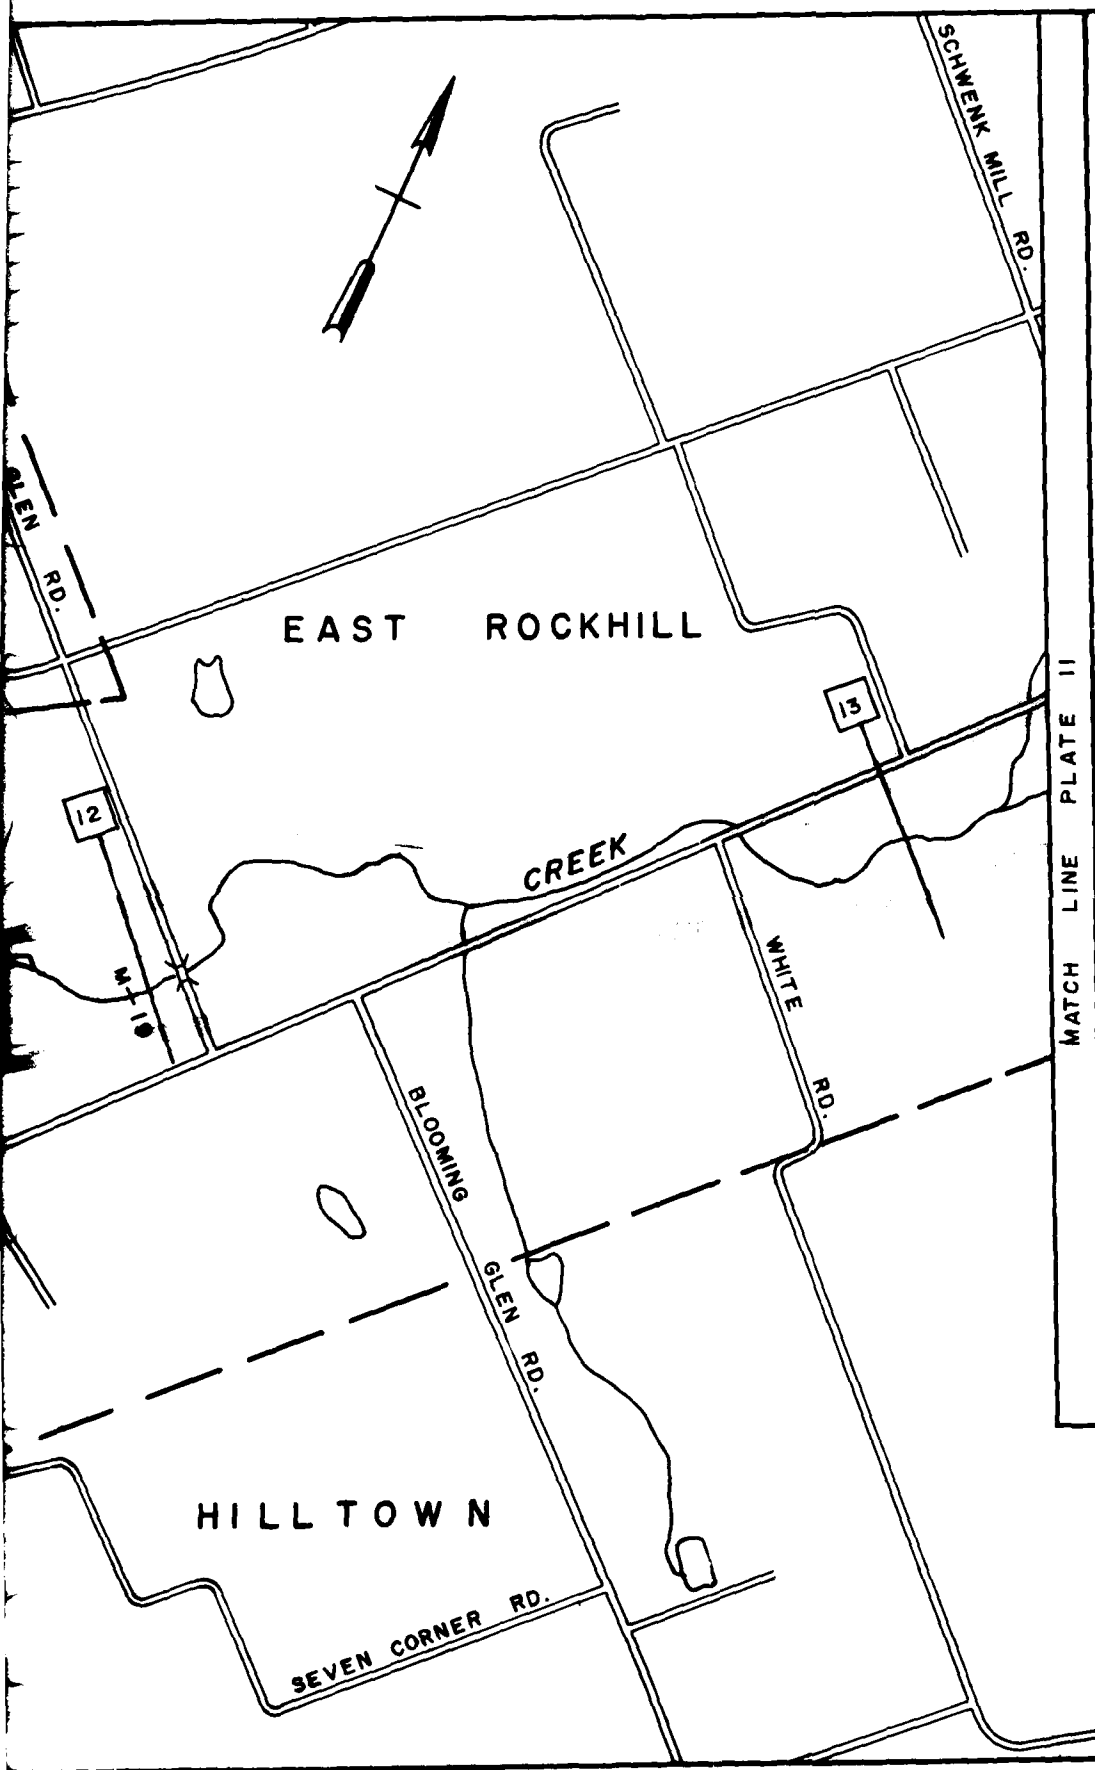 SCHWENK MILL RD.
GLEN RD.
EAST ROCKHILL
13
12
CREEK
M-1
WHITE RD.
MATCH LINE PLATE 11
BLOOMING GLEN RD.
HILLTOWN
SEVEN CORNER RD.